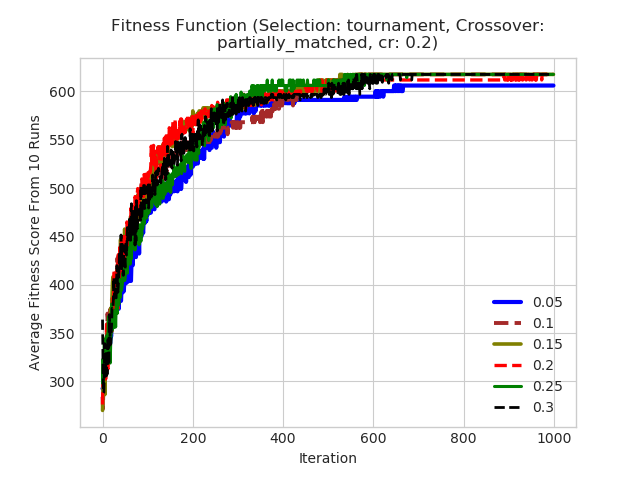 Fitness Function (Selection: tournament, Crossover:
partially_matched, cr: 0.2)
Average Fitness Score From 10 Runs
600
550
500
450
400
350
300
0 200 400 600 800 1000
Iteration
0.05
0.1
0.15
0.2
0.25
0.3